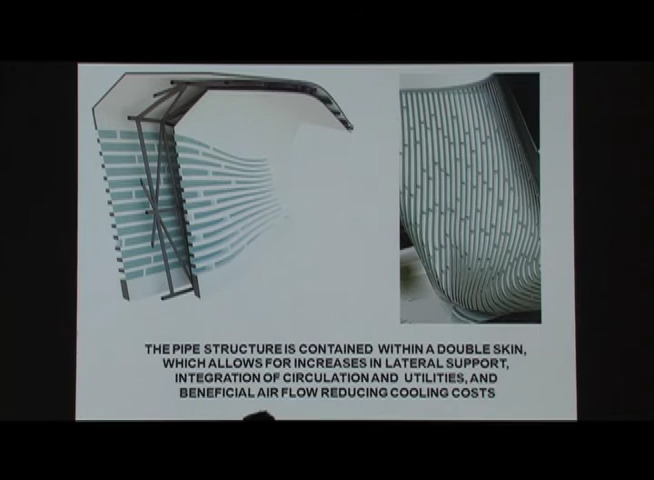 THE PIPE STRUCTURE IS CONTAINED WITHIN A DOUBLE SKIN,
WHICH ALLOWS FOR INCREASES IN LATERAL SUPPORT,
INTEGRATION OF CIRCULATION AND UTILITIES, AND
BENEFICIAL AIR FLOW REDUCING COOLING COSTS